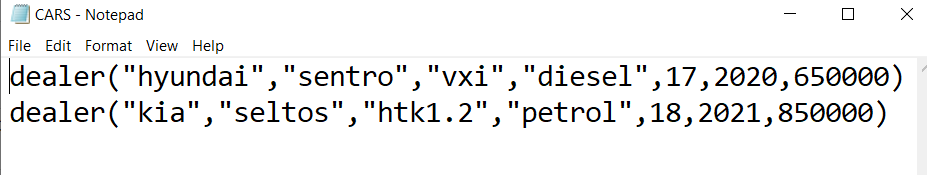 CARS - Notepad
File Edit Format View Help
dealer("hyundai","sentro","vxi","diesel",17,2020,650000)
dealer("kia","seltos","htk1.2","petrol",18,2021,850000)